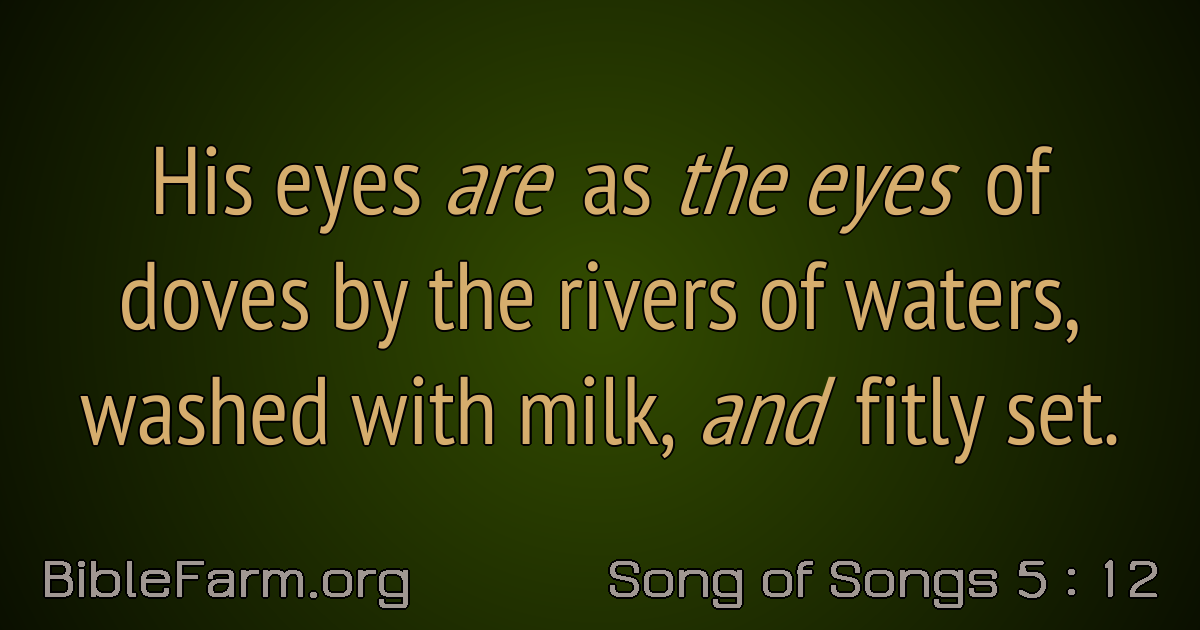 His eyes are as the eyes of
doves by the rivers of waters,
washed with milk, and fitly set.
BibleFarm.org
Song of Songs 5 : 12